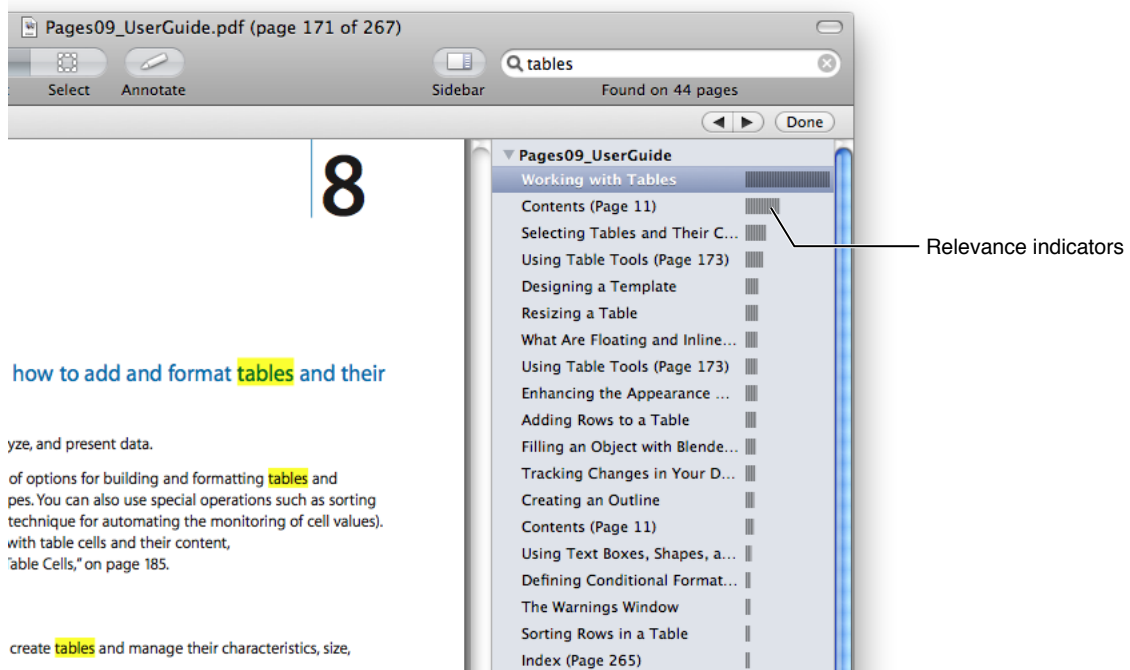 Pages09_UserGuide.pdf (page 171 of 267)
tables
Select Annotate Sidebar Found on 44 pages
Done
8
how to add and format tables and their
yze, and present data.
of options for building and formatting tables and
pes. You can also use special operations such as sorting
technique for automating the monitoring of cell values).
with table cells and their content,
Table Cells," on page 185.
create tables and manage their characteristics, size,
Pages09_UserGuide
Working with Tables
Contents (Page 11)
Selecting Tables and Their C...
Using Table Tools (Page 173)
Designing a Template
Resizing a Table
What Are Floating and Inline...
Using Table Tools (Page 173)
Enhancing the Appearance ...
Adding Rows to a Table
Filling an Object with Blende...
Tracking Changes in Your D...
Creating an Outline
Contents (Page 11)
Using Text Boxes, Shapes, a...
Defining Conditional Format...
The Warnings Window
Sorting Rows in a Table
Index (Page 265)
Relevance indicators